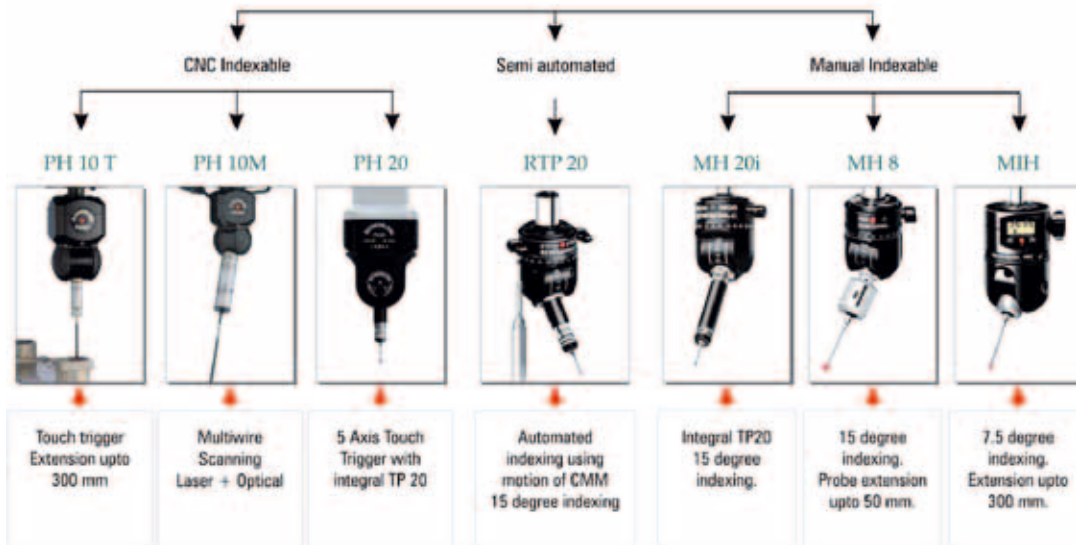 CNC Indexable
Semi automated
Manual Indexable
PH 10 T
PH 10M
PH 20
RTP 20
MH 20i
MH 8
MIH
Touch trigger
Extension upto
300 mm
Multiwire
Scanning
Laser + Optical
5 Axis Touch
Trigger with
integral TP 20
Automated
indexing using
motion of CMM
15 degree indexing
Integral TP20
15 degree
indexing.
15 degree
indexing.
Probe extension
upto 50 mm.
7.5 degree
indexing.
Extension upto
300 mm.